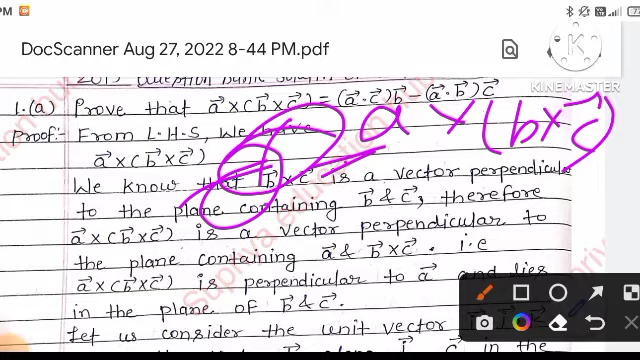 DocScanner Aug 27, 2022 8-44 PM.pdf
KINEMASTER
1.(a) Prove that a⃗×(b⃗×c⃗) = (a⃗·c⃗)b⃗ − (a⃗·b⃗)c⃗
Proof:- From L.H.S, We have
a⃗×(b⃗×c⃗)
a×(b×c⃗)
We know that b⃗×c⃗ is a vector perpendicular
to the plane containing b⃗ & c⃗, therefore
a⃗×(b⃗×c⃗) is a vector perpendicular to
the plane containing a⃗ & b⃗×c⃗. i.e
a⃗×(b⃗×c⃗) is perpendicular to a⃗ and lies
in the plane of b⃗ & c⃗.
Let us consider the unit vector